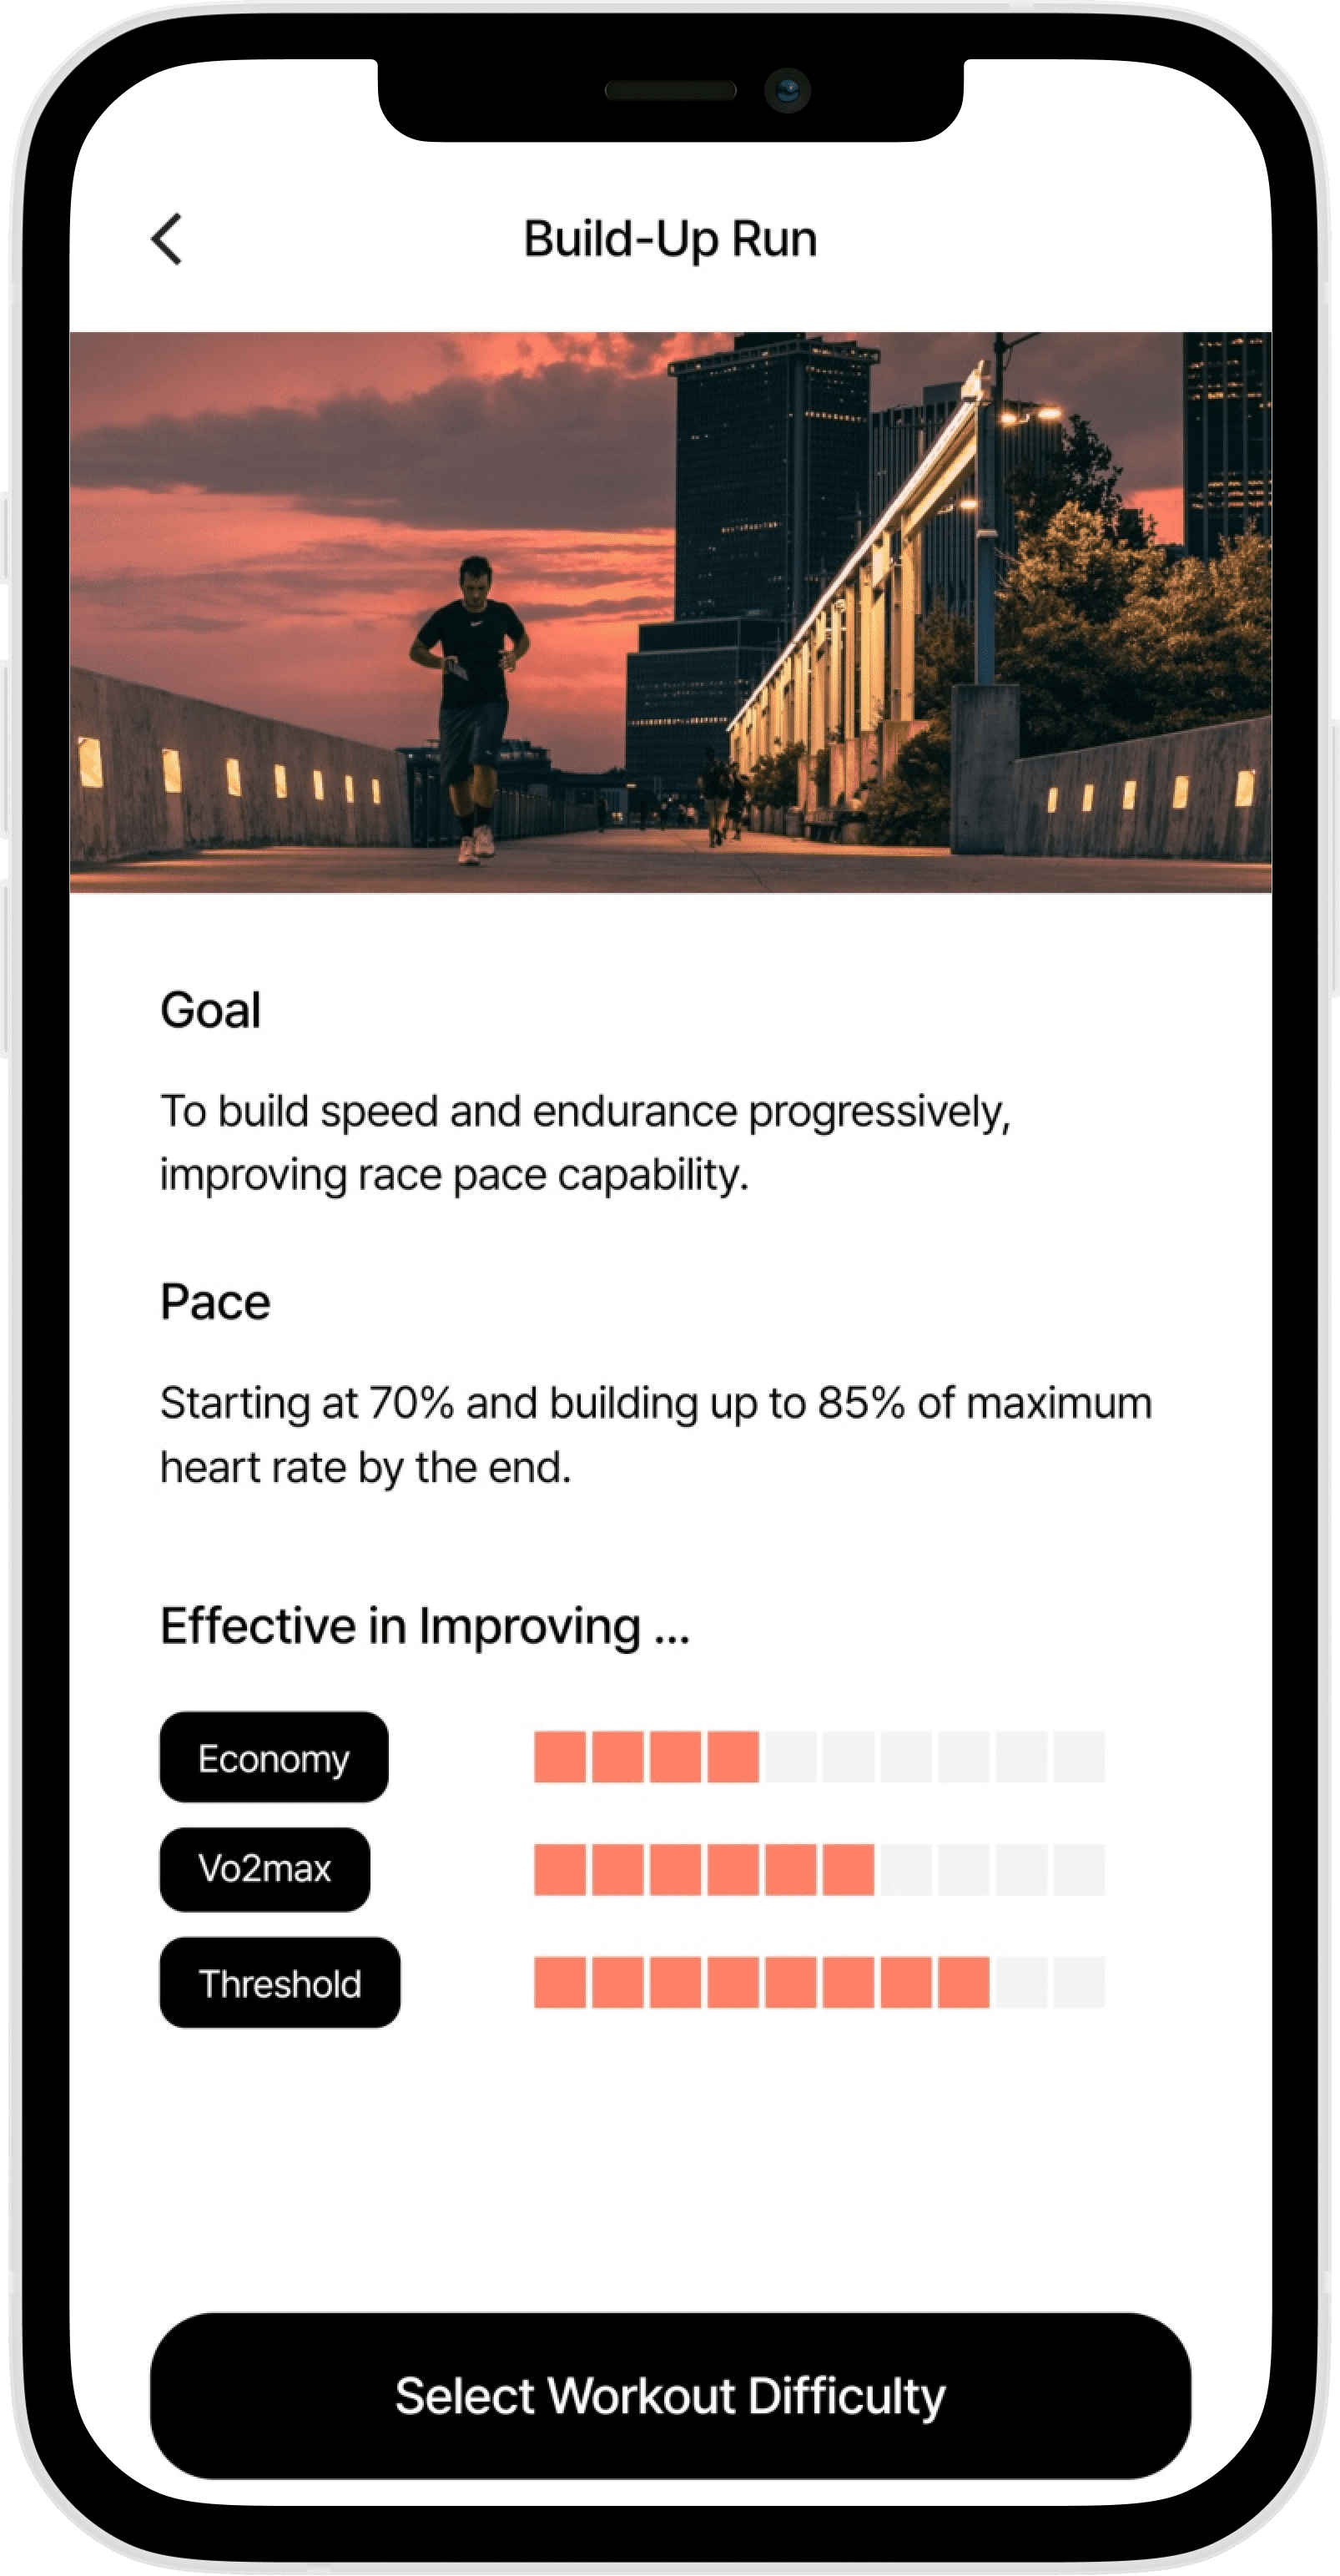 Build-Up Run
Goal
To build speed and endurance progressively,
improving race pace capability.
Pace
Starting at 70% and building up to 85% of maximum
heart rate by the end.
Effective in Improving ...
Economy
Vo2max
Threshold
Select Workout Difficulty